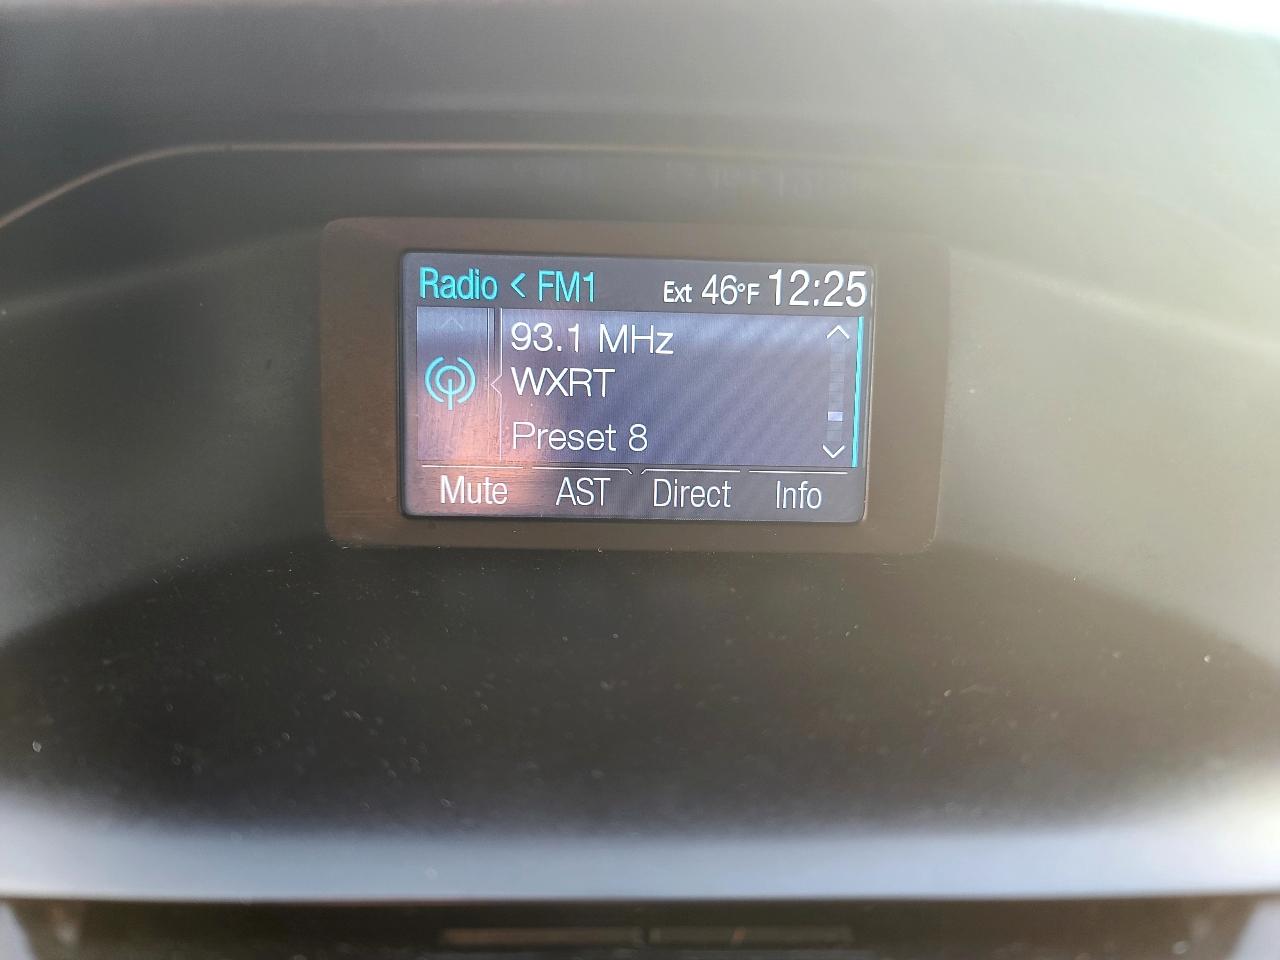 Radio < FM1 Ext 46°F 12:25
93.1 MHz
WXRT
Preset 8
Mute AST Direct Info